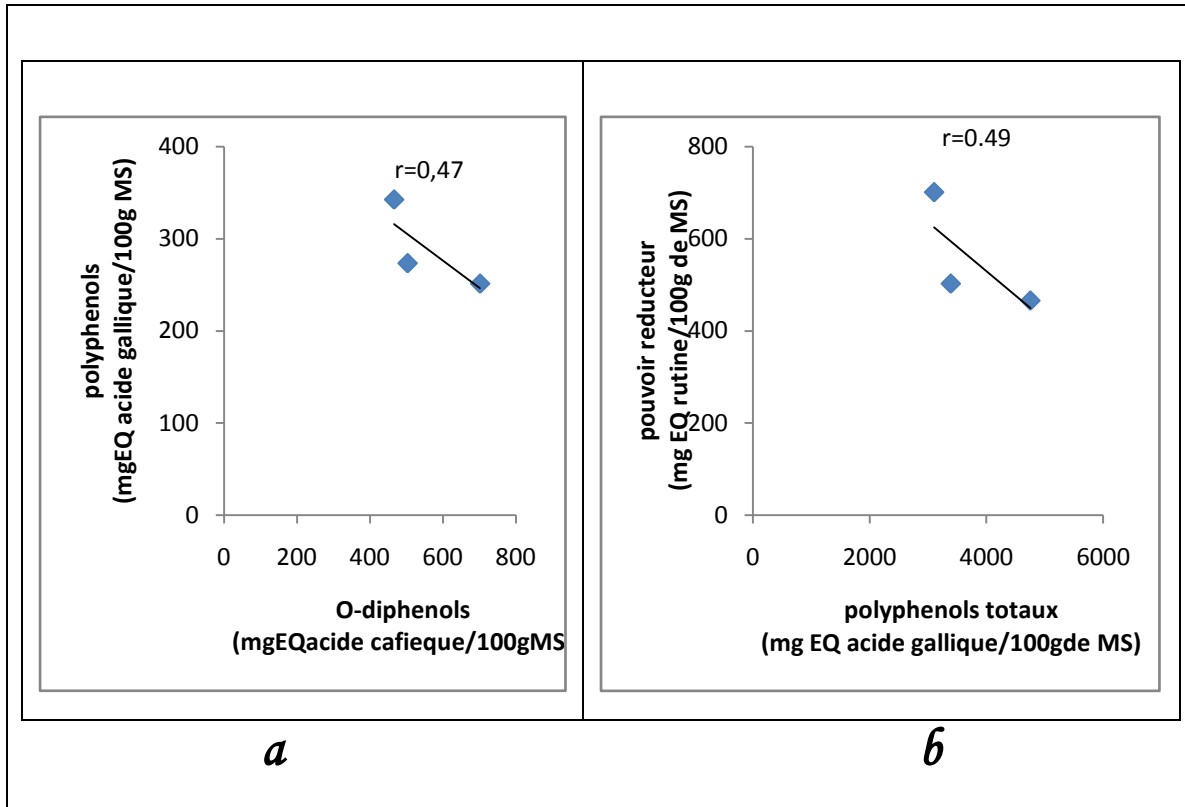 polyphenols
(mgEQ acide gallique/100g MS)
400
300
200
100
0
r=0,47
0 200 400 600 800
O-diphenols
(mgEQacide cafieque/100gMS
a
pouvoir reducteur
(mg EQ rutine/100g de MS)
800
600
400
200
0
r=0.49
0 2000 4000 6000
polyphenols totaux
(mg EQ acide gallique/100gde MS)
b